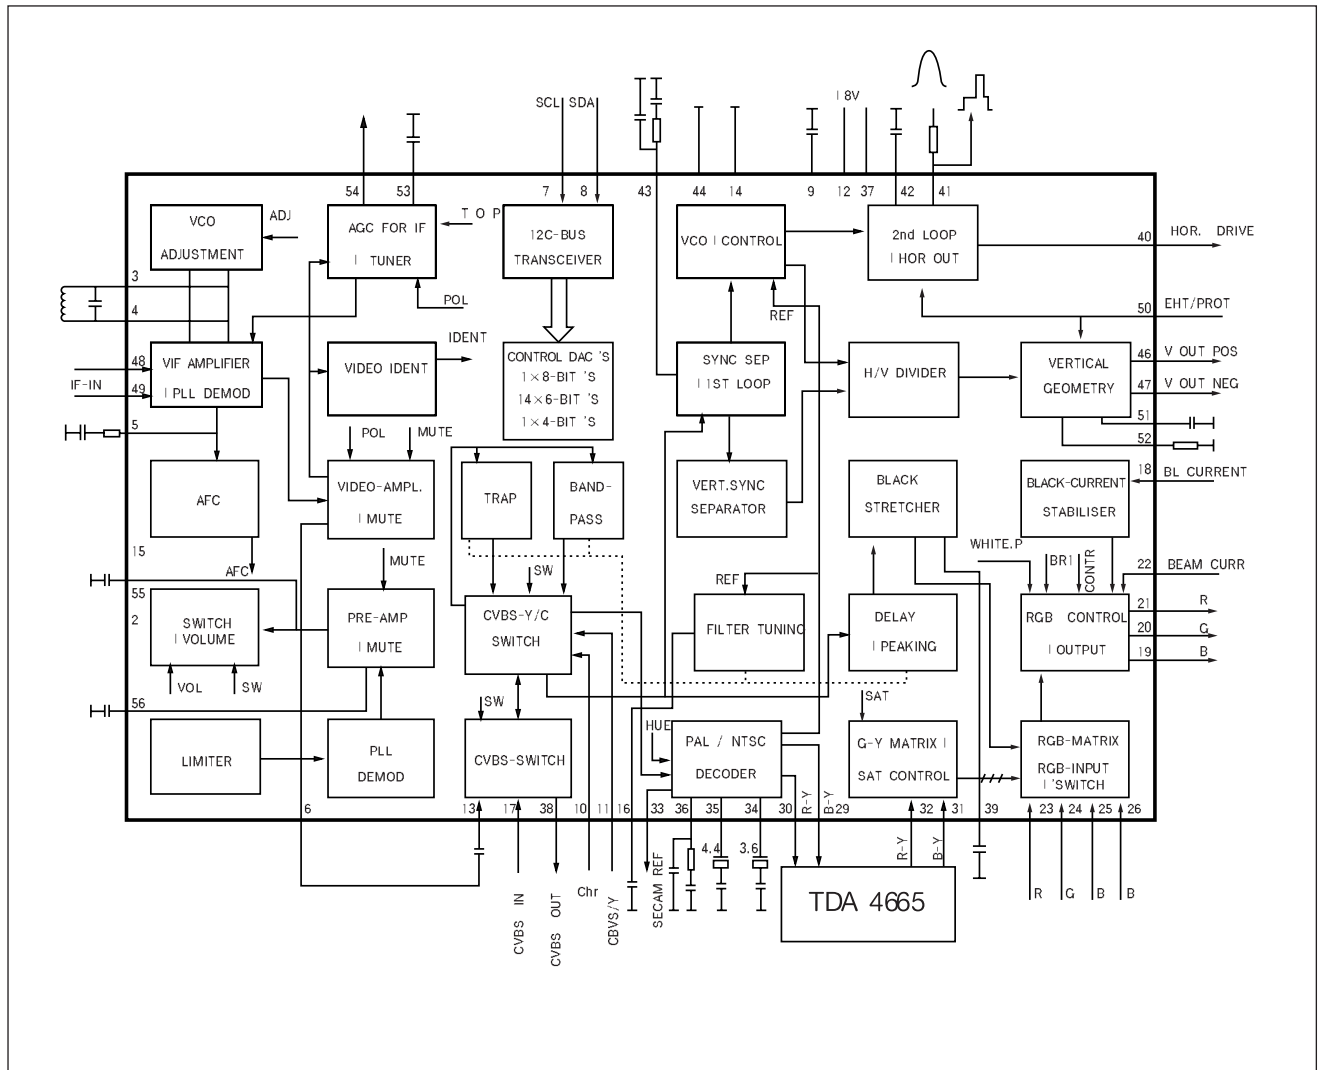 SCL SDA
| 8V
54 53 7 8 43 44 14 9 12 37 42 41
VCO
ADJUSTMENT
ADJ
AGC FOR IF
| TUNER
T O P
POL
12C-BUS
TRANSCEIVER
VCO | CONTROL
REF
2nd LOOP
| HOR OUT
40 HOR. DRIVE
3
4
50 EHT/PROT
48
IF-IN
49
5
VIF AMPLIFIER
| PLL DEMOD
VIDEO IDENT
IDENT
CONTROL DAC 'S
1×8-BIT 'S
14×6-BIT 'S
1×4-BIT 'S
SYNC SEP
| 1ST LOOP
H/V DIVIDER
VERTICAL
GEOMETRY
46 V OUT POS
47 V OUT NEG
51
52
POL
MUTE
AFC
VIDEO-AMPL.
| MUTE
TRAP
BAND-
PASS
VERT.SYNC
SEPARATOR
BLACK
STRETCHER
BLACK-CURRENT
STABILISER
18 BL CURRENT
15
AFC
MUTE
SW
REF
WHITE.P
BR1
CONTR
22 BEAM CURR
55
2
SWITCH
| VOLUME
VOL
SW
PRE-AMP
| MUTE
CVBS-Y/C
SWITCH
FILTER TUNING
DELAY
| PEAKING
RGB CONTROL
| OUTPUT
21 R
20 G
19 B
56
SW
HUE
SAT
LIMITER
PLL
DEMOD
CVBS-SWITCH
PAL / NTSC
DECODER
G-Y MATRIX |
SAT CONTROL
RGB-MATRIX
RGB-INPUT
| 'SWITCH
6 13 17 38 10 11 16 33 36 35 34 30 R-Y B-Y 29 32 31 39 23 24 25 26
4.4
3.6
R-Y
B-Y
CVBS IN
CVBS OUT
Chr
CBVS/Y
SECAM REF
TDA 4665
R G B B